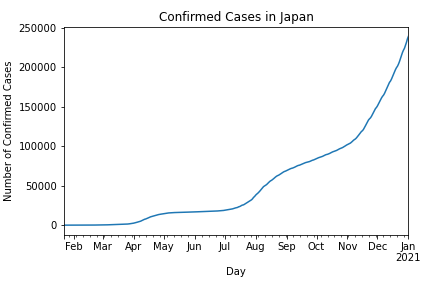 Confirmed Cases in Japan
250000
200000
150000
100000
50000
0
Number of Confirmed Cases
Feb Mar Apr May Jun Jul Aug Sep Oct Nov Dec Jan
2021
Day